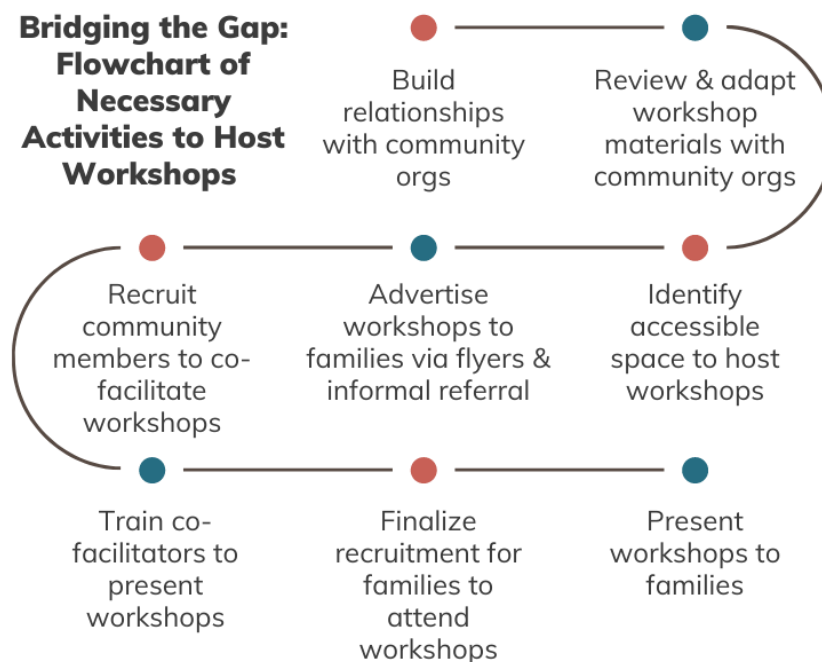 Bridging the Gap:
Flowchart of
Necessary
Activities to Host
Workshops
Build
relationships
with community
orgs
Review & adapt
workshop
materials with
community orgs
Identify
accessible
space to host
workshops
Advertise
workshops to
families via flyers &
informal referral
Recruit
community
members to co-
facilitate
workshops
Train co-
facilitators to
present
workshops
Finalize
recruitment for
families to
attend
workshops
Present
workshops to
families